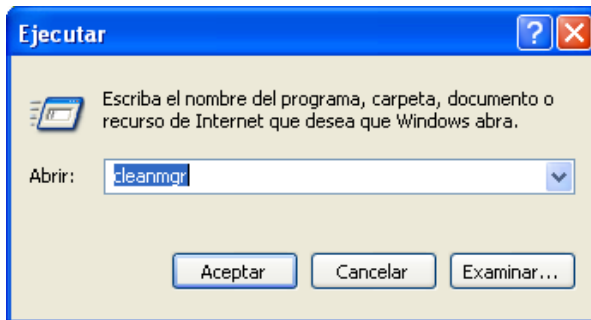 Ejecutar
Escriba el nombre del programa, carpeta, documento o
recurso de Internet que desea que Windows abra.
Abrir: cleanmgr
Aceptar Cancelar Examinar...